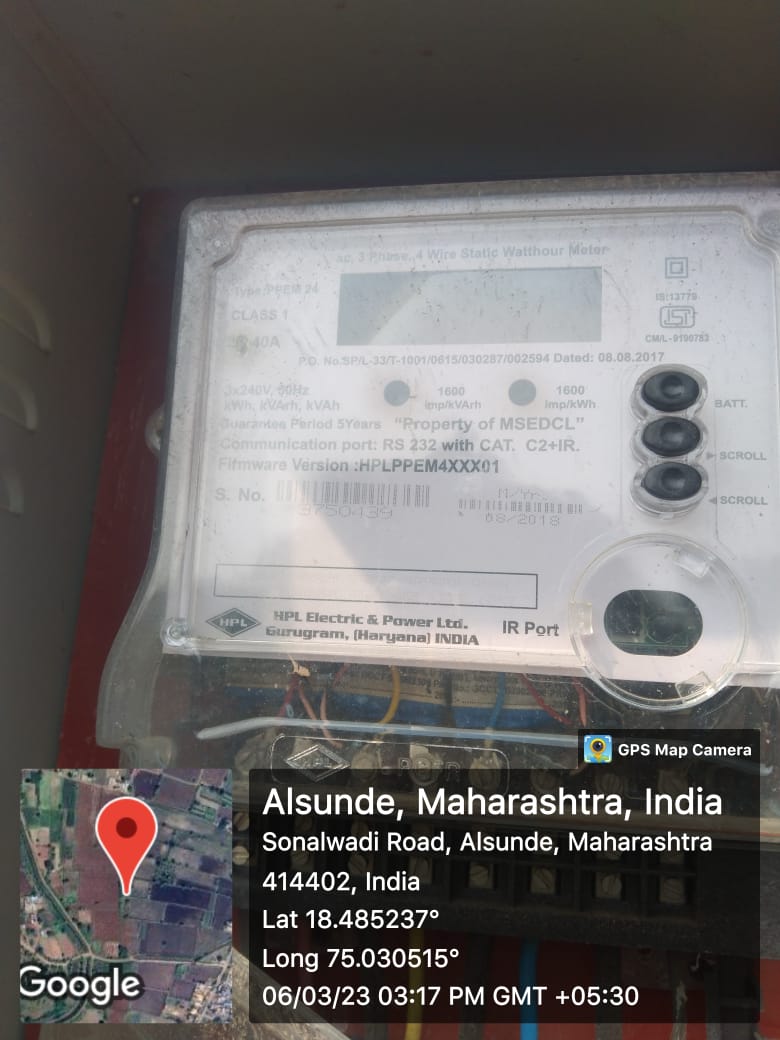 ac, 3 Phase, 4 Wire Static Watthour Meter
Type: PPEM 24
CLASS 1
40A
IS:13779
CM/L-9190783
P.O. No:SP/L-33/T-1001/0615/030287/002594 Dated: 08.08.2017
3x240V, 50Hz
kWh, kVArh, kVAh
1600
imp/kVArh
1600
imp/kWh
BATT.
Guarantee Period 5Years "Property of MSEDCL"
Communication port: RS 232 with CAT. C2+IR.
Firmware Version :HPLPPEM4XXX01
SCROLL
SCROLL
S. No.
3750439
M/Yr.
08/2018
HPL
HPL Electric & Power Ltd.
Gurugram, (Haryana) INDIA
IR Port
HPL
GPS Map Camera
Alsunde, Maharashtra, India
Sonalwadi Road, Alsunde, Maharashtra
414402, India
Lat 18.485237°
Long 75.030515°
06/03/23 03:17 PM GMT +05:30
Google